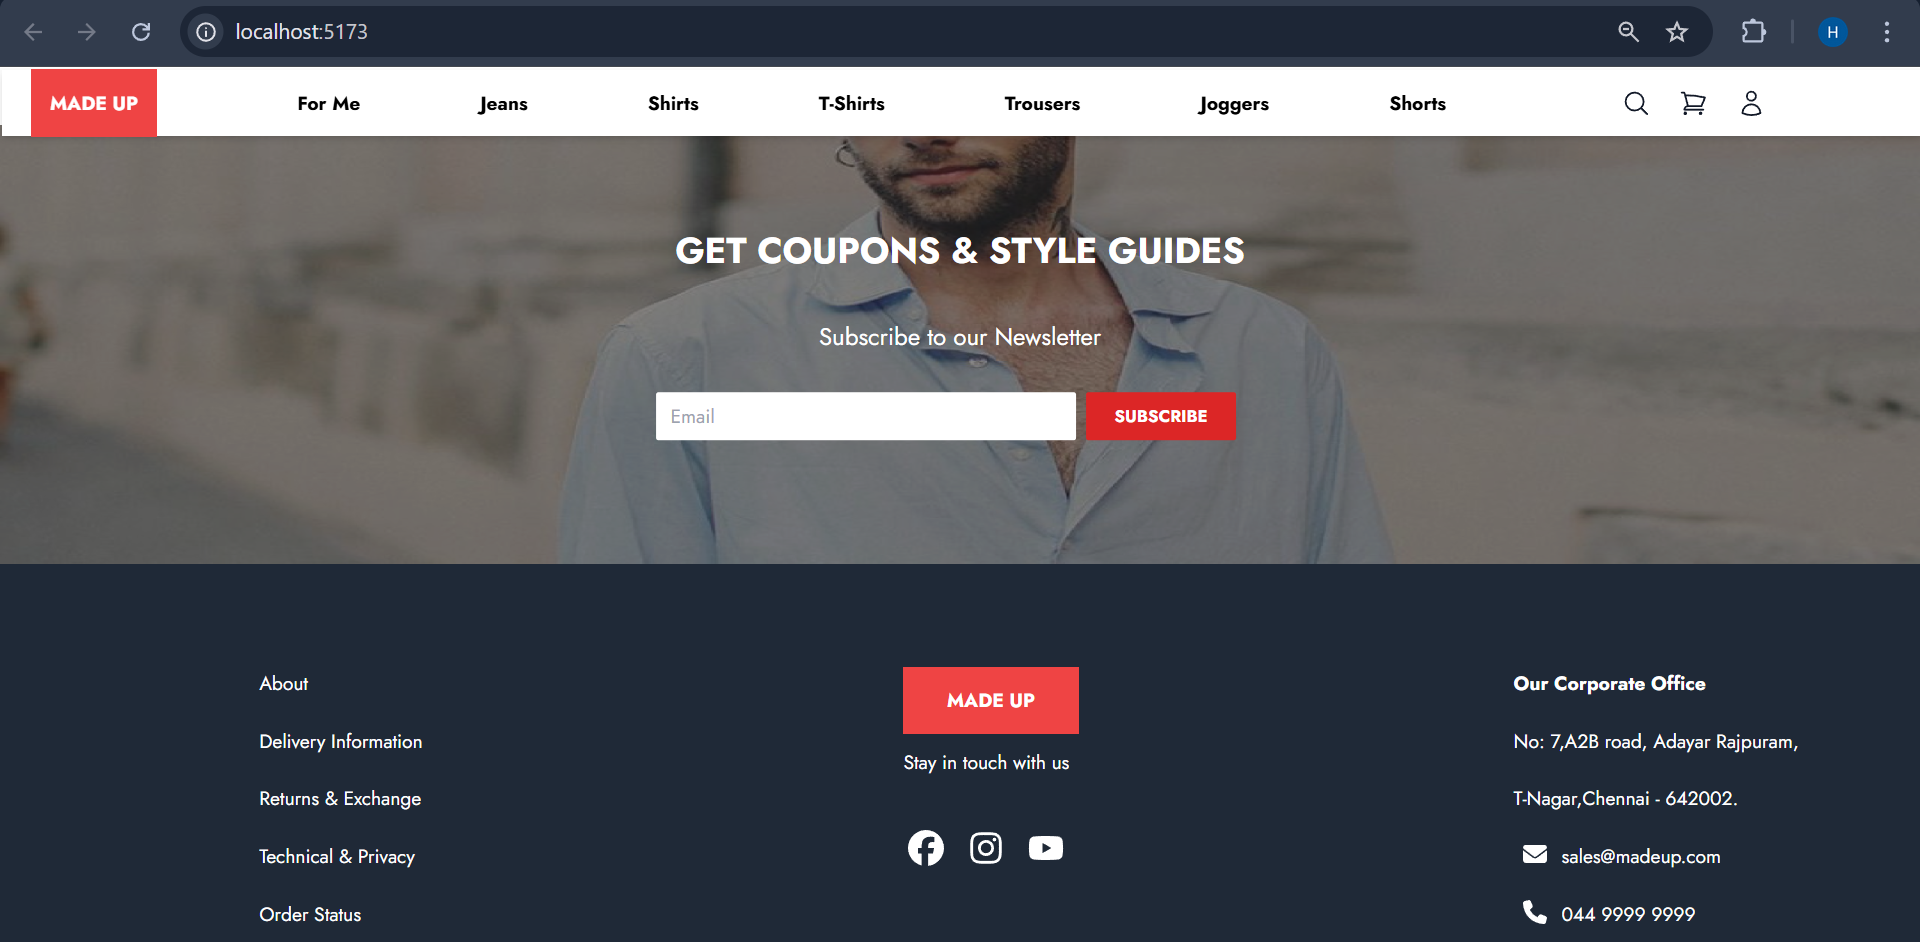 localhost:5173
H
MADE UP
For Me
Jeans
Shirts
T-Shirts
Trousers
Joggers
Shorts
GET COUPONS & STYLE GUIDES
Subscribe to our Newsletter
Email
SUBSCRIBE
About
Delivery Information
Returns & Exchange
Technical & Privacy
Order Status
MADE UP
Stay in touch with us
Our Corporate Office
No: 7,A2B road, Adayar Rajpuram,
T-Nagar,Chennai - 642002.
sales@madeup.com
044 9999 9999